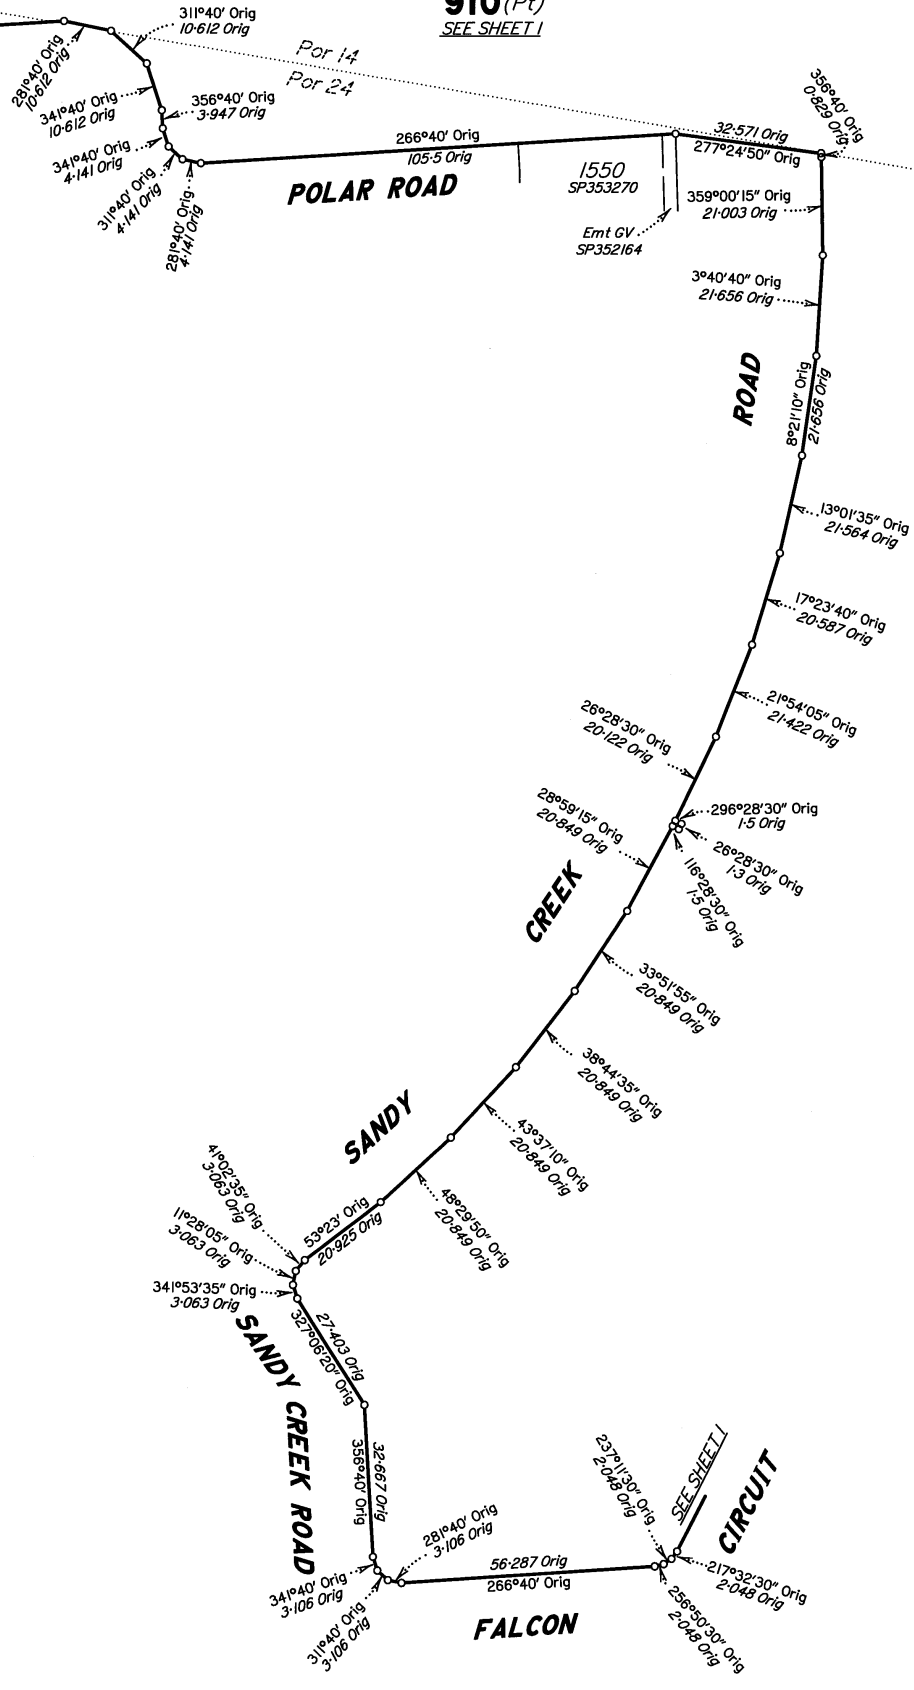 910 (Pt)
SEE SHEET 1
311°40' Orig
10·612 Orig
281°40' Orig
10·612 Orig
Por 14
Por 24
341°40' Orig
10·612 Orig
356°40' Orig
3·947 Orig
341°40' Orig
4·141 Orig
311°40' Orig
4·141 Orig
281°40' Orig
4·141 Orig
266°40' Orig
105·5 Orig
POLAR ROAD
1550
SP353270
Emt GV
SP352164
32·571 Orig
277°24'50" Orig
356°40' Orig
0·829 Orig
359°00'15" Orig
21·003 Orig
3°40'40" Orig
21·656 Orig
ROAD
8°21'10" Orig
21·656 Orig
13°01'35" Orig
21·564 Orig
17°23'40" Orig
20·587 Orig
21°54'05" Orig
21·422 Orig
26°28'30" Orig
20·122 Orig
28°59'15" Orig
20·849 Orig
296°28'30" Orig
1·5 Orig
26°28'30" Orig
1·3 Orig
116°28'30" Orig
1·5 Orig
CREEK
33°51'55" Orig
20·849 Orig
38°44'35" Orig
20·849 Orig
43°37'10" Orig
20·849 Orig
SANDY
48°29'50" Orig
20·849 Orig
53°23' Orig
20·925 Orig
41°02'35" Orig
3·063 Orig
11°28'05" Orig
3·063 Orig
341°53'35" Orig
3·063 Orig
27·403 Orig
327°06'20" Orig
SANDY CREEK ROAD
32·667 Orig
356°40' Orig
281°40' Orig
3·106 Orig
341°40' Orig
3·106 Orig
311°40' Orig
3·106 Orig
56·287 Orig
266°40' Orig
FALCON
237°11'30" Orig
2·048 Orig
SEE SHEET 1
CIRCUIT
217°32'30" Orig
2·048 Orig
256°50'30" Orig
2·048 Orig